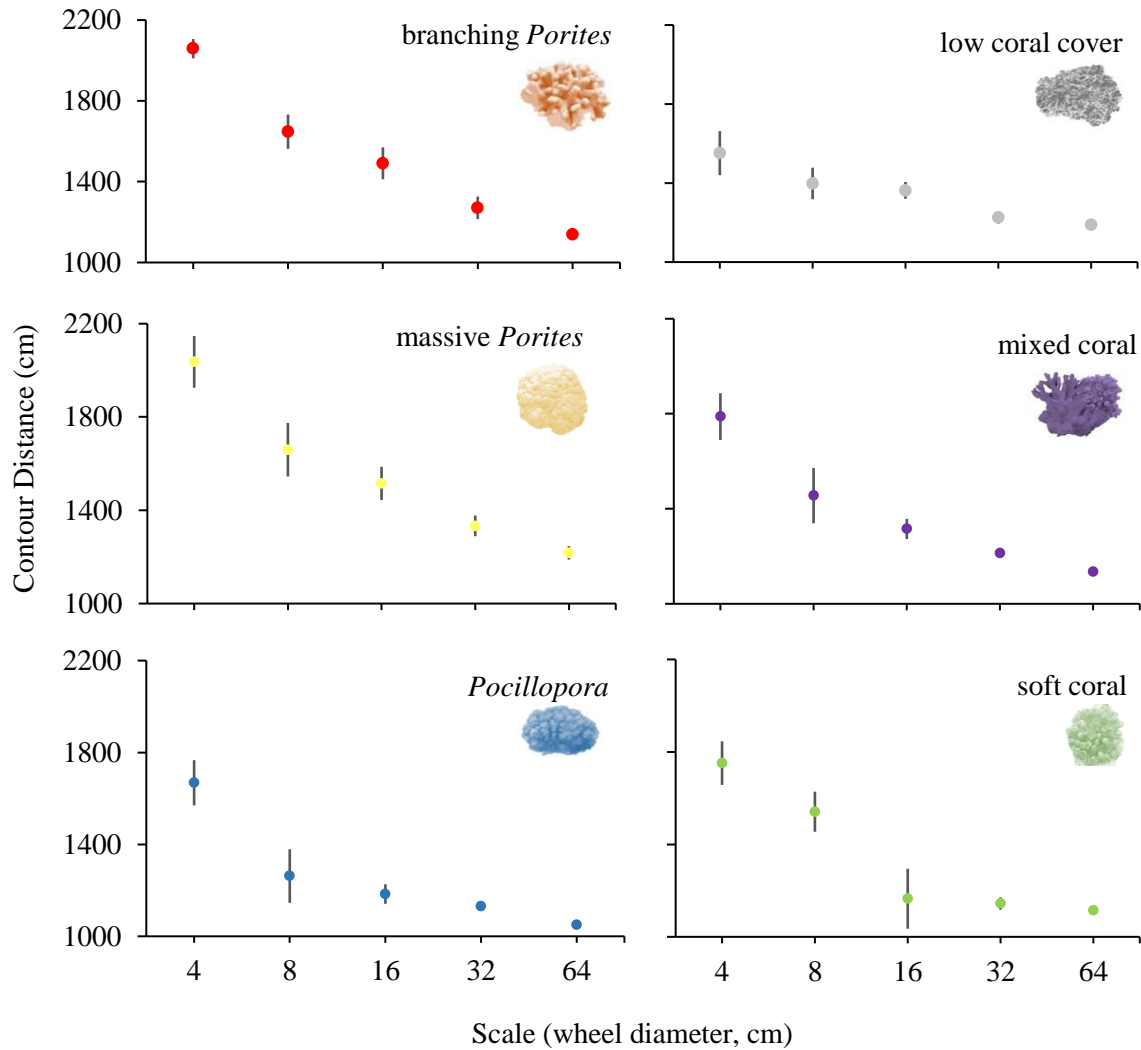 2200
1800
1400
1000
branching Porites
low coral cover
2200
1800
1400
1000
massive Porites
mixed coral
Contour Distance (cm)
2200
1800
1400
1000
Pocillopora
soft coral
4 8 16 32 64
4 8 16 32 64
Scale (wheel diameter, cm)